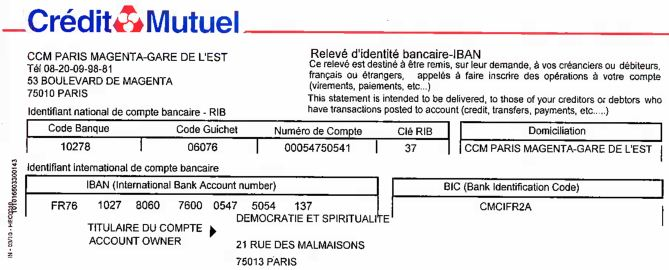 Crédit Mutuel
CCM PARIS MAGENTA-GARE DE L'EST
Tél 08-20-09-98-81
53 BOULEVARD DE MAGENTA
75010 PARIS
Relevé d'identité bancaire-IBAN
Ce relevé est destiné à être remis, sur leur demande, à vos créanciers ou débiteurs,
français ou étrangers, appelés à faire inscrire des opérations à votre compte
(virements, paiements, etc...)
This statement is intended to be delivered, to those of your creditors or debtors who
have transactions posted to account (credit, transfers, payments, etc.....)
Identifiant national de compte bancaire - RIB
Code Banque Code Guichet Numéro de Compte Clé RIB Domiciliation
10278 06076 00054750541 37 CCM PARIS MAGENTA-GARE DE L'EST
Identifiant international de compte bancaire
IBAN (International Bank Account number) BIC (Bank Identification Code)
FR76 1027 8060 7600 0547 5054 137 CMCIFR2A
TITULAIRE DU COMPTE
ACCOUNT OWNER
DEMOCRATIE ET SPIRITUALITE
21 RUE DES MALMAISONS
75013 PARIS